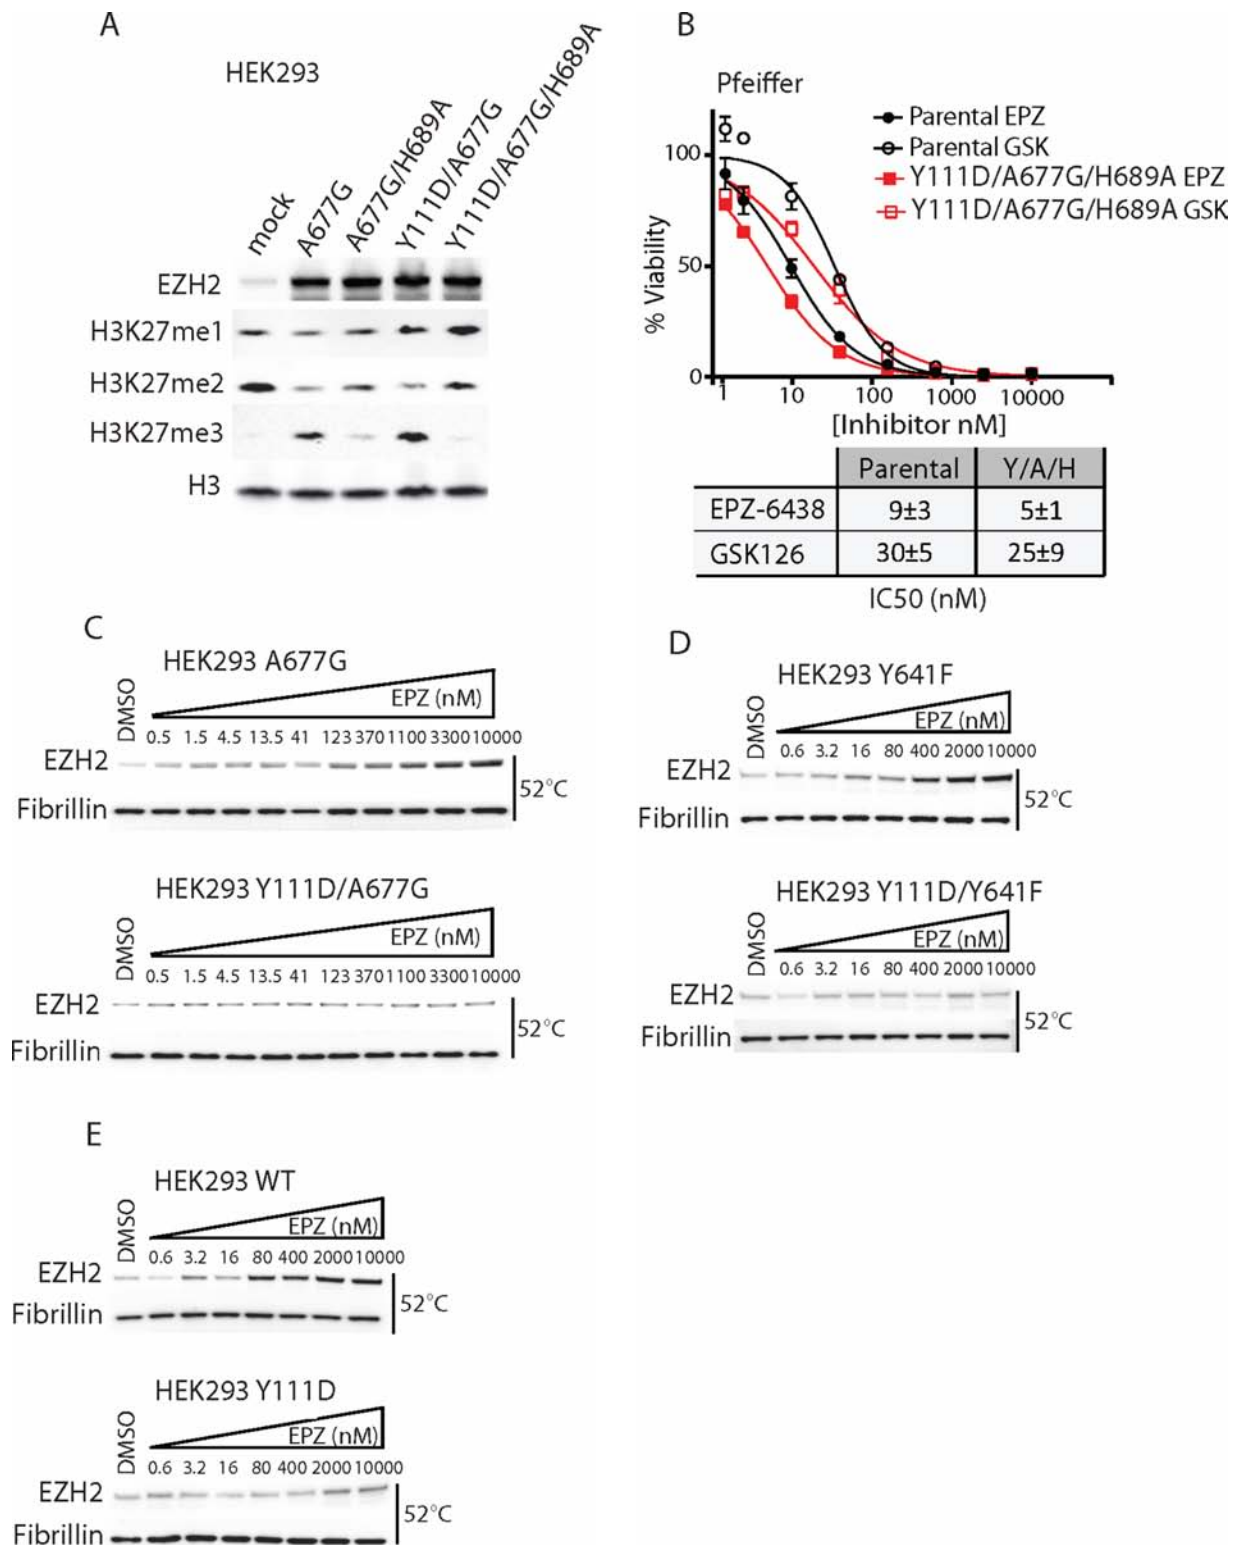 A
HEK293
mock
A677G
A677G/H689A
Y111D/A677G
Y111D/A677G/H689A
EZH2
H3K27me1
H3K27me2
H3K27me3
H3
B
Pfeiffer
Parental EPZ
Parental GSK
Y111D/A677G/H689A EPZ
Y111D/A677G/H689A GSK
% Viability
100
50
0
1 10 100 1000 10000
[Inhibitor nM]
Parental Y/A/H
EPZ-6438 9±3 5±1
GSK126 30±5 25±9
IC50 (nM)
C
HEK293 A677G
DMSO
EPZ (nM)
0.5 1.5 4.5 13.5 41 123 370 1100 3300 10000
EZH2
Fibrillin
52°C
HEK293 Y111D/A677G
DMSO
EPZ (nM)
0.5 1.5 4.5 13.5 41 123 370 1100 3300 10000
EZH2
Fibrillin
52°C
D
HEK293 Y641F
DMSO
EPZ (nM)
0.6 3.2 16 80 400 2000 10000
EZH2
Fibrillin
52°C
HEK293 Y111D/Y641F
DMSO
EPZ (nM)
0.6 3.2 16 80 400 2000 10000
EZH2
Fibrillin
52°C
E
HEK293 WT
DMSO
EPZ (nM)
0.6 3.2 16 80 400 2000 10000
EZH2
Fibrillin
52°C
HEK293 Y111D
DMSO
EPZ (nM)
0.6 3.2 16 80 400 2000 10000
EZH2
Fibrillin
52°C